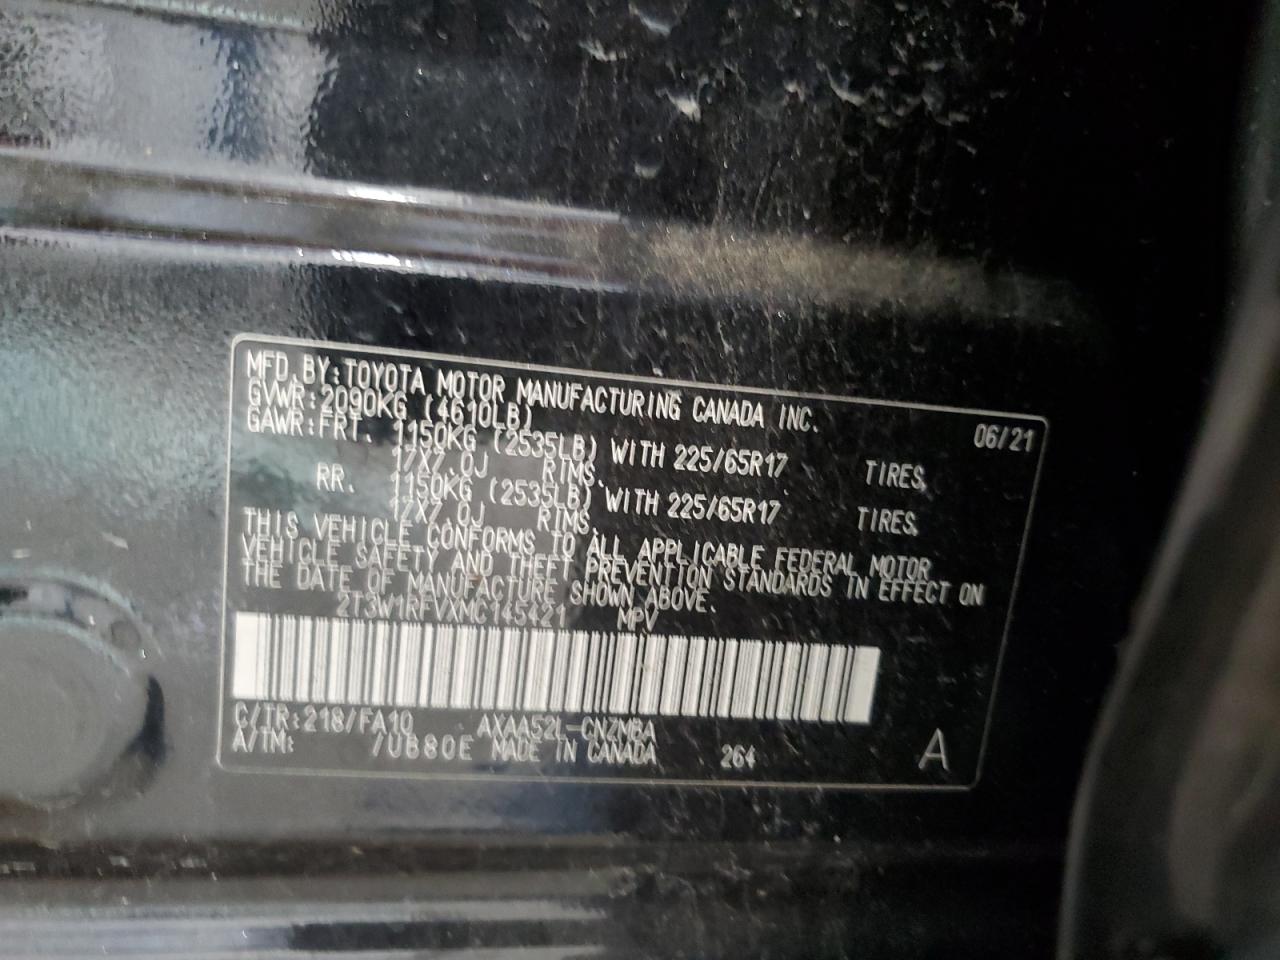 MFD. BY: TOYOTA MOTOR MANUFACTURING CANADA INC.
GVWR: 2090KG (4610LB) 06/21
GAWR: FRT. 1150KG (2535LB) WITH 225/65R17 TIRES,
17X7.0J RIMS.
RR. 1150KG (2535LB) WITH 225/65R17 TIRES,
17X7.0J RIMS.
THIS VEHICLE CONFORMS TO ALL APPLICABLE FEDERAL MOTOR
VEHICLE SAFETY AND THEFT PREVENTION STANDARDS IN EFFECT ON
THE DATE OF MANUFACTURE SHOWN ABOVE.
2T3W1RFVXMC145421 MPV
C/TR: 218/FA10 AXAA52L-CNZMBA
A/TM: /UB80E MADE IN CANADA 264 A